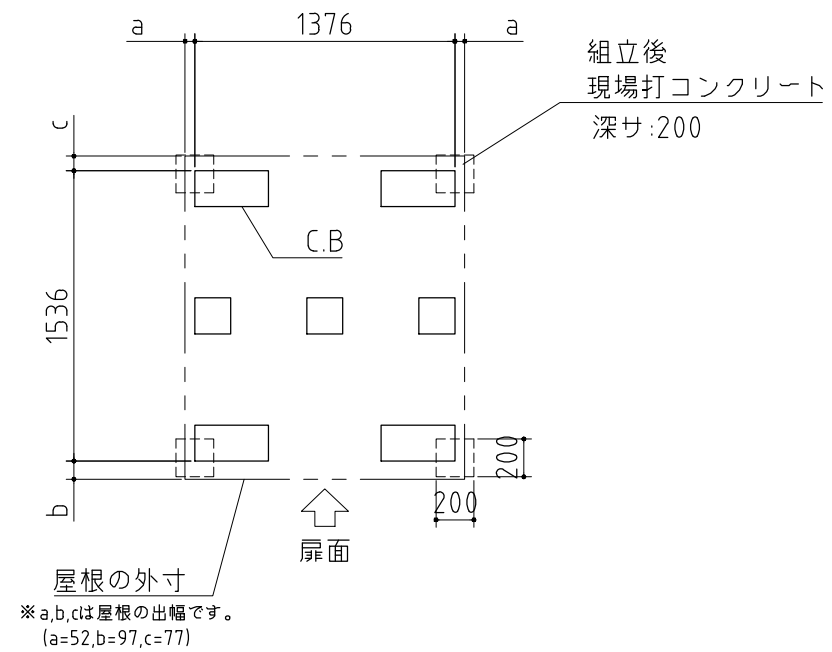 a
1376
a
組立後
現場打コンクリート
深サ:200
c
C.B
1536
200
200
b
扉面
屋根の外寸
※a,b,cは屋根の出幅です。
(a=52,b=97,c=77)